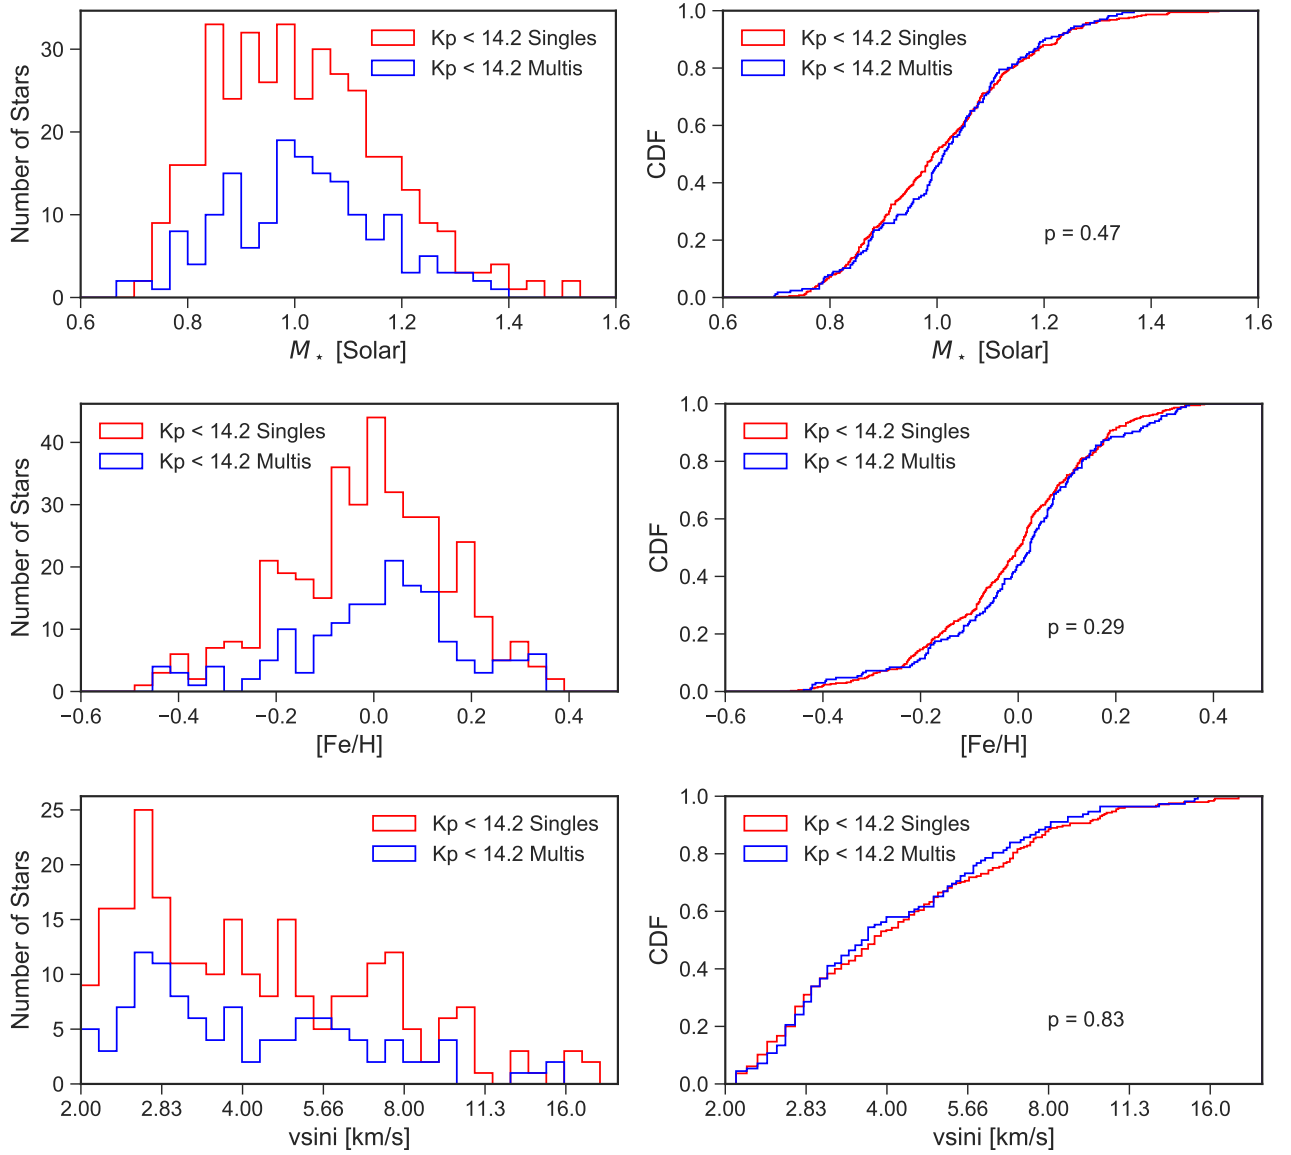 Number of Stars
30
20
10
0
Kp < 14.2 Singles
Kp < 14.2 Multis
0.6 0.8 1.0 1.2 1.4 1.6
M⋆ [Solar]
CDF
1.0
0.8
0.6
0.4
0.2
0.0
Kp < 14.2 Singles
Kp < 14.2 Multis
p = 0.47
0.6 0.8 1.0 1.2 1.4 1.6
M⋆ [Solar]
Number of Stars
40
30
20
10
0
Kp < 14.2 Singles
Kp < 14.2 Multis
−0.6 −0.4 −0.2 0.0 0.2 0.4
[Fe/H]
CDF
1.0
0.8
0.6
0.4
0.2
0.0
Kp < 14.2 Singles
Kp < 14.2 Multis
p = 0.29
−0.6 −0.4 −0.2 0.0 0.2 0.4
[Fe/H]
Number of Stars
25
20
15
10
5
0
Kp < 14.2 Singles
Kp < 14.2 Multis
2.00 2.83 4.00 5.66 8.00 11.3 16.0
vsini [km/s]
CDF
1.0
0.8
0.6
0.4
0.2
0.0
Kp < 14.2 Singles
Kp < 14.2 Multis
p = 0.83
2.00 2.83 4.00 5.66 8.00 11.3 16.0
vsini [km/s]